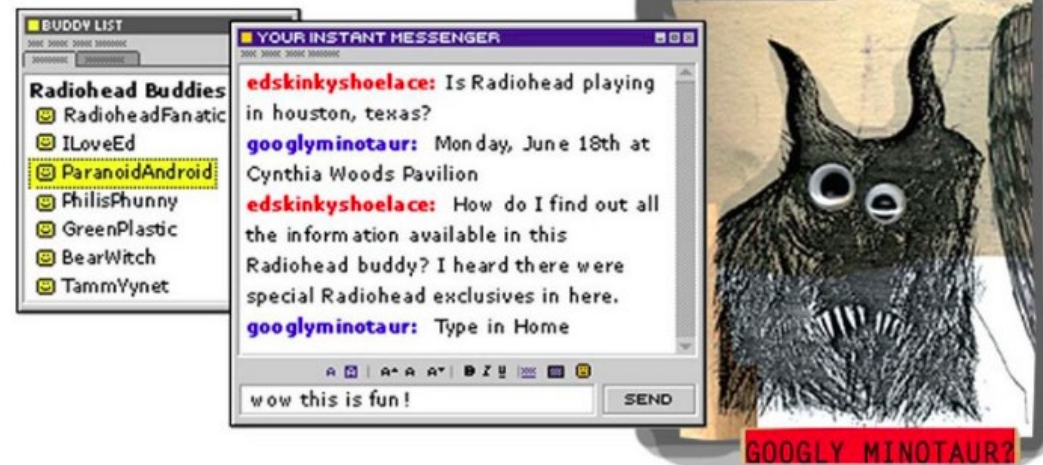 BUDDY LIST
Radiohead Buddies
RadioheadFanatic
ILoveEd
ParanoidAndroid
PhilisPhunny
GreenPlastic
BearWitch
TammVynet
YOUR INSTANT MESSENGER
edskinkyshoelace: Is Radiohead playing
in houston, texas?
googlyminotaur: Monday, June 18th at
Cynthia Woods Pavilion
edskinkyshoelace: How do I find out all
the information available in this
Radiohead buddy? I heard there were
special Radiohead exclusives in here.
googlyminotaur: Type in Home
A A | A A A | B I U
wow this is fun!
SEND
GOOGLY MINOTAUR?